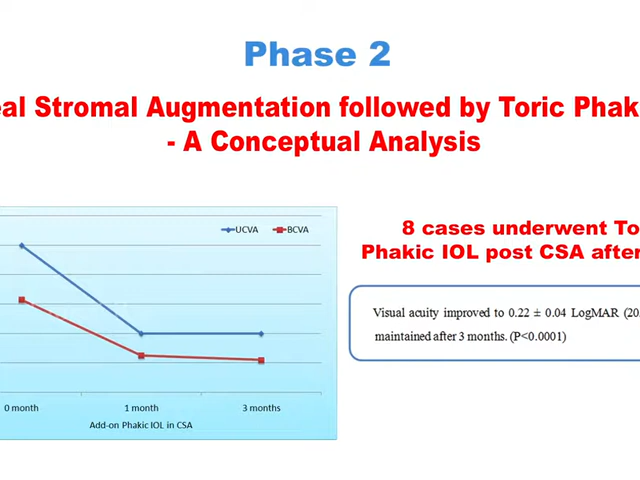 Phase 2
eal Stromal Augmentation followed by Toric Phak
- A Conceptual Analysis
UCVA BCVA
0 month 1 month 3 months
Add-on Phakic IOL in CSA
8 cases underwent To
Phakic IOL post CSA after
Visual acuity improved to 0.22 ± 0.04 LogMAR (20
maintained after 3 months. (P<0.0001)